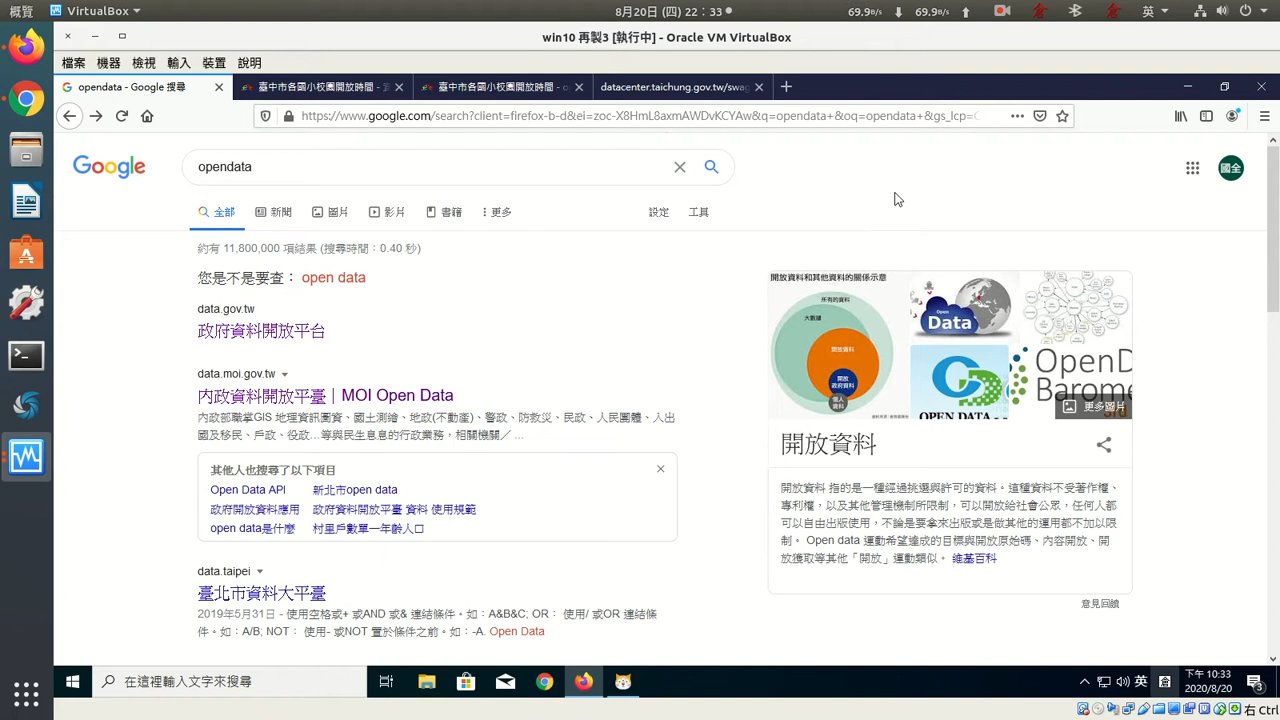 概覽 VirtualBox 8月20日 (四) 22：33 69.9B/s 69.9B/s 英
win10 再製3 [執行中] - Oracle VM VirtualBox
檔案 機器 檢視 輸入 裝置 說明
opendata - Google 搜尋
臺中市各國小校園開放時間 -
臺中市各國小校園開放時間 -
datacenter.taichung.gov.tw/swag
https://www.google.com/search?client=firefox-b-d&ei=zoc-X8HmL8axmAWDvKCYAw&q=opendata+&oq=opendata+&gs_lcp=
Google
opendata
國全
全部 新聞 圖片 影片 書籍 更多 設定 工具
約有 11,800,000 項結果 (搜尋時間：0.40 秒)
您是不是要查： open data
data.gov.tw
政府資料開放平台
data.moi.gov.tw
內政資料開放平臺｜MOI Open Data
內政部職掌GIS 地理資訊圖資、國土測繪、地政(不動產)、警政、防救災、民政、人民團體、人出
國及移民、戶政、役政...等與民生息息的行政業務，相關機關／ ...
其他人也搜尋了以下項目
Open Data API 新北市open data
政府開放資料應用 政府資料開放平臺 資料 使用規範
open data是什麼 村里戶數單一年齡人口
data.taipei
臺北市資料大平臺
2019年5月31日 - 使用空格或+ 或AND 或& 連結條件。如：A&B&C; OR： 使用/ 或OR 連結條
件。如：A/B; NOT： 使用- 或NOT 置於條件之前。如：-A. Open Data
開放資料和其他資料的關係示意
所有的資料
大數據
開放資料
開放
政府資料
個人
資料
Open
Data
OPEN DATA
OpenD
Barome
更多圖片
開放資料
開放資料 指的是一種經過挑選與許可的資料。這種資料不受著作權、
專利權，以及其他管理機制所限制，可以開放給社會公眾，任何人都
可以自由出版使用，不論是要拿來出版或是做其他的運用都不加以限
制。 Open data 運動希望達成的目標與開放原始碼、內容開放、開
放獲取等其他「開放」運動類似。 維基百科
意見回饋
在這裡輸入文字來搜尋
英
下午 10:33
2020/8/20
3
右 Ctrl